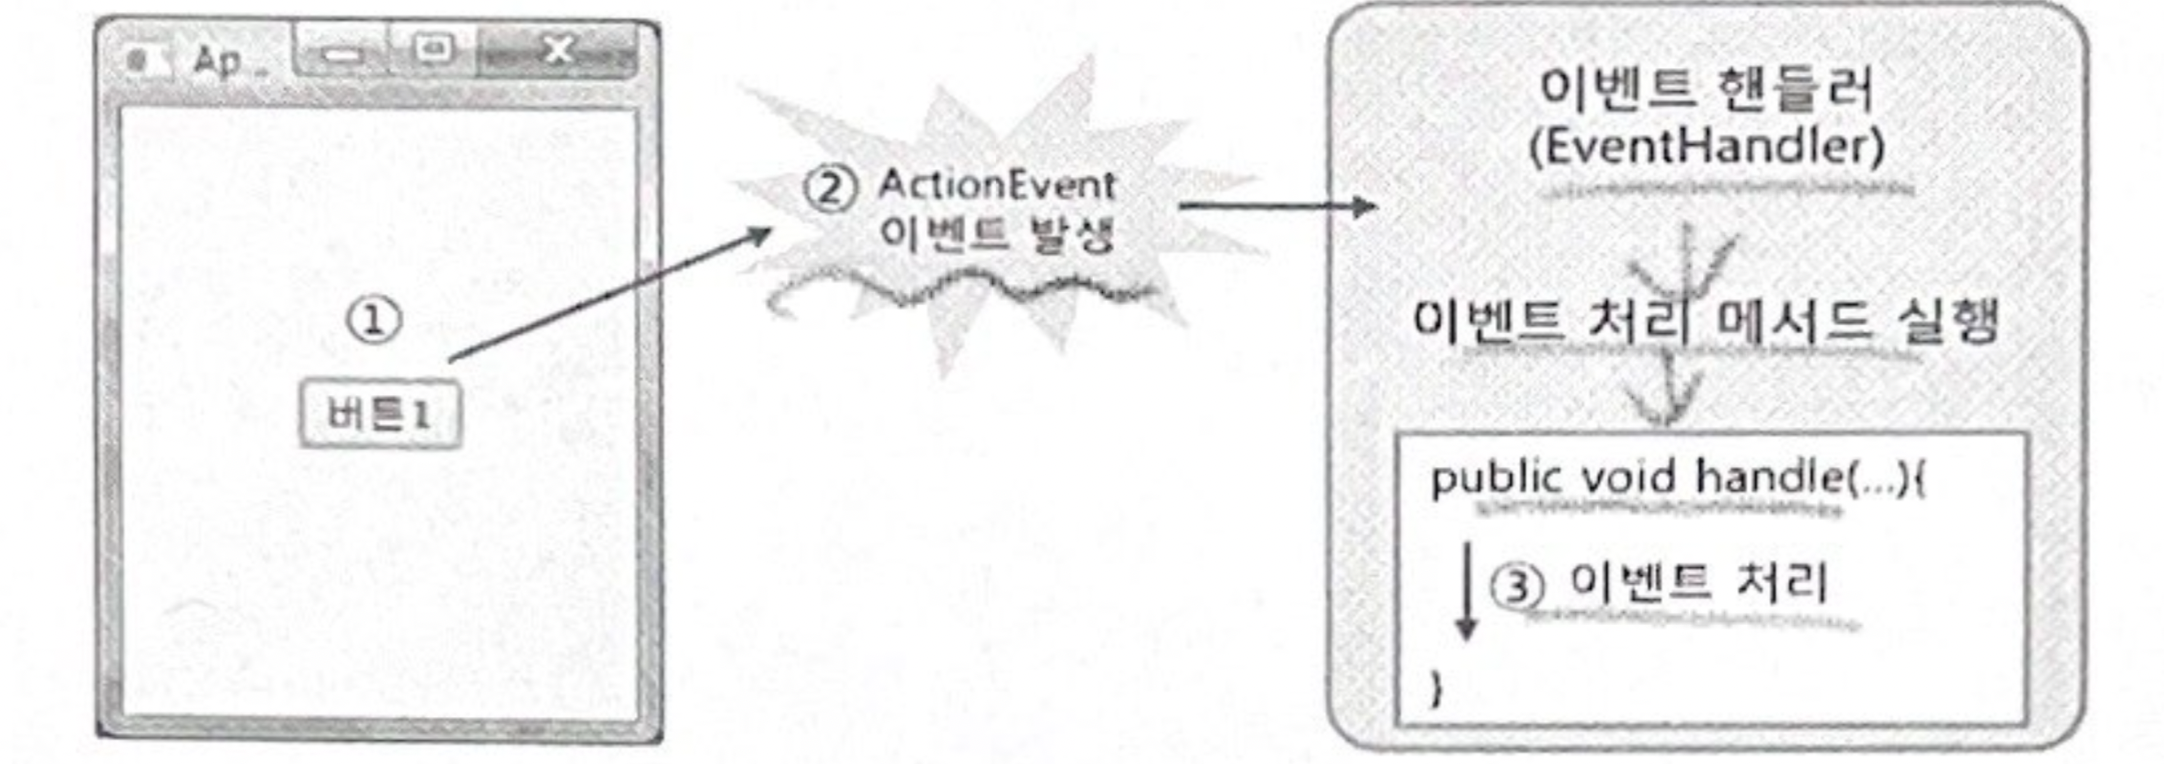 Ap..
①
버튼1
② ActionEvent
이벤트 발생
이벤트 핸들러
(EventHandler)
이벤트 처리 메서드 실행
public void handle(...){
③ 이벤트 처리
}